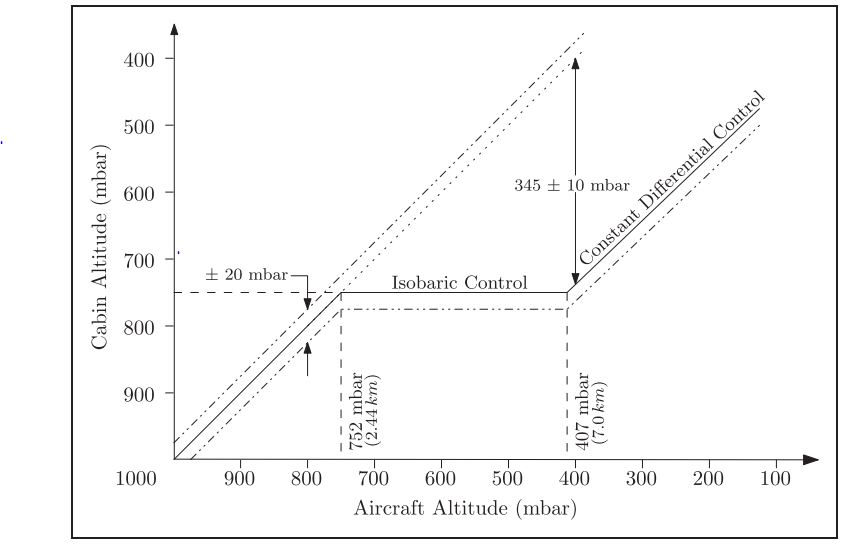 400
500
600
700
800
900
1000
Cabin Altitude (mbar)
± 20 mbar
Isobaric Control
345 ± 10 mbar
Constant Differential Control
752 mbar
(2.44 km)
407 mbar
(7.0 km)
900 800 700 600 500 400 300 200 100
Aircraft Altitude (mbar)